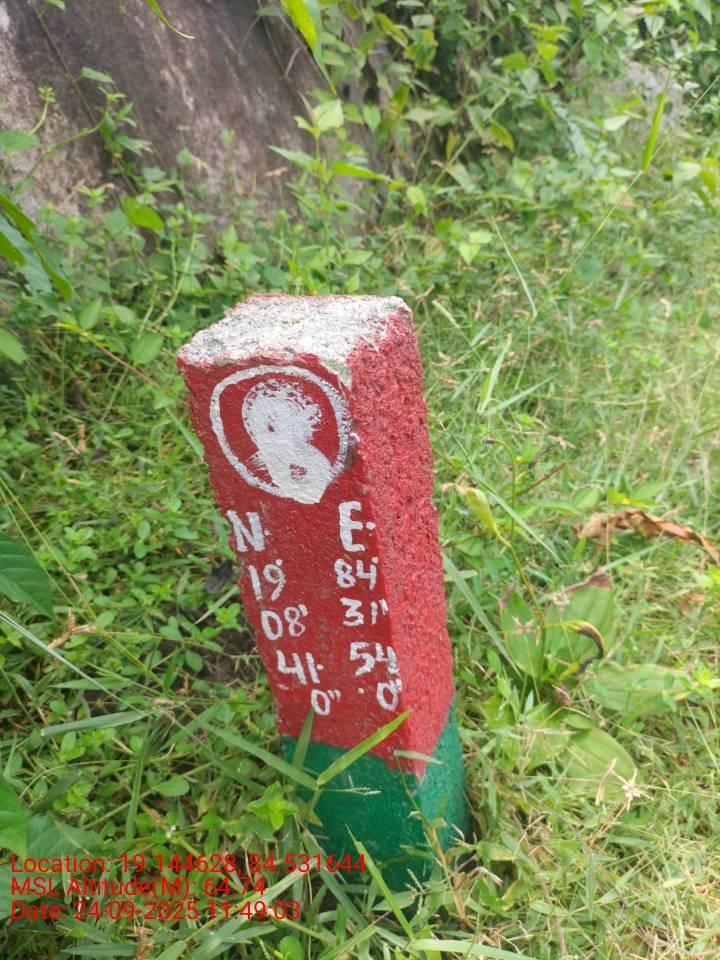 N. E.
19° 84°
08' 31'
41. 54
0" .0"
Location: 19.144628, 84.531644
MSL Altitude(M): 64.74
Date: 24-09-2025 11:49:03